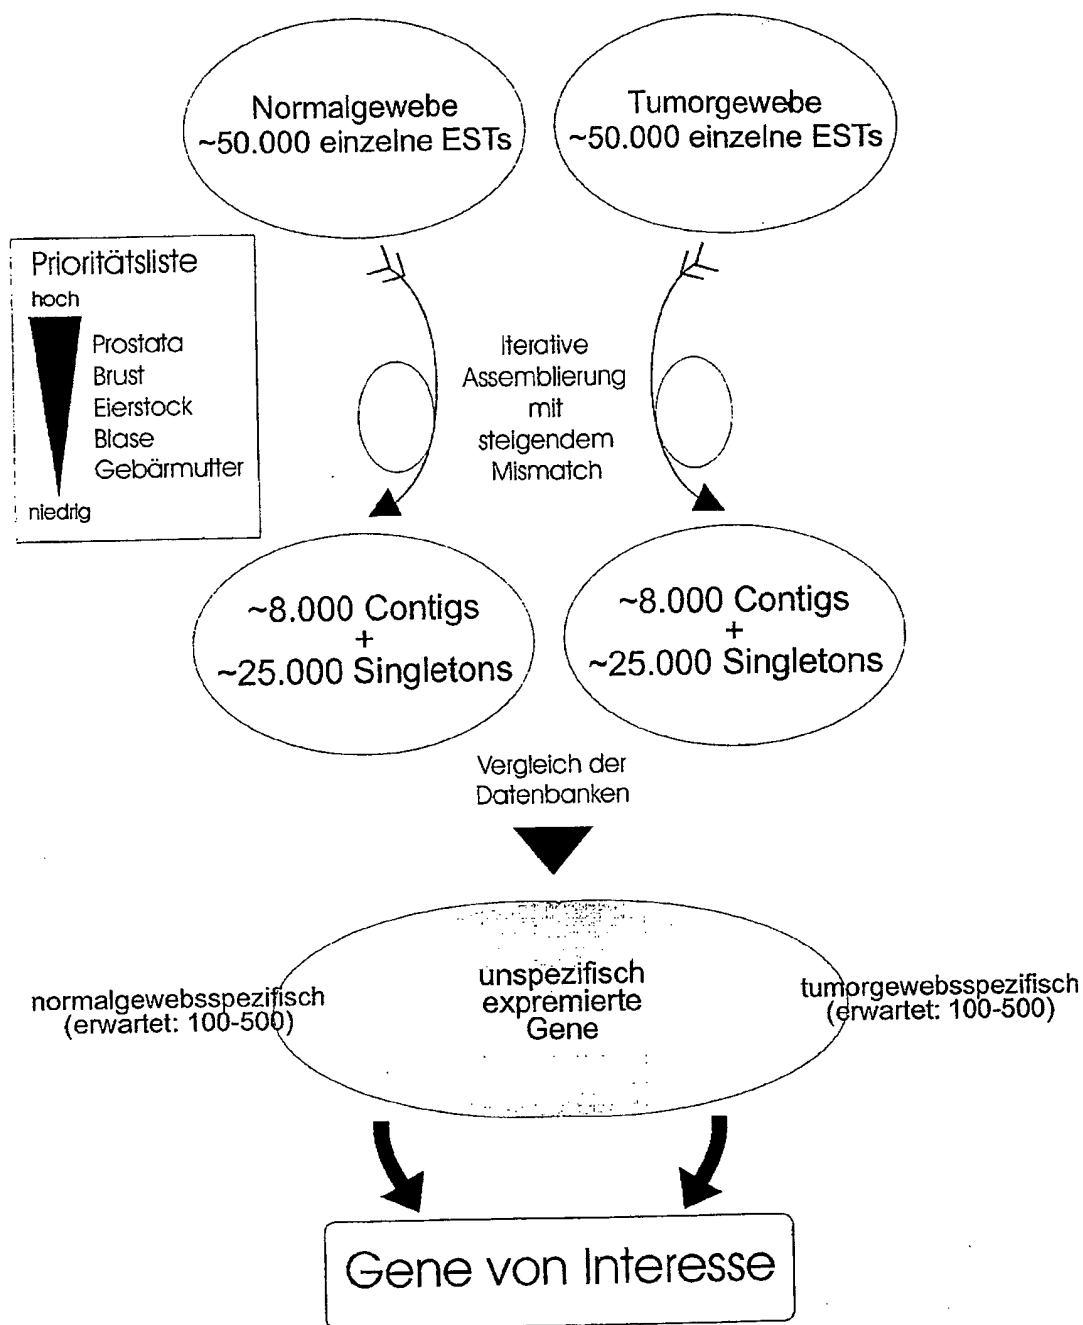 Normalgewebe
~50.000 einzelne ESTs
Tumorgewebe
~50.000 einzelne ESTs
Prioritätsliste
hoch
Prostata
Brust
Eierstock
Blase
Gebärmutter
niedrig
Iterative
Assemblierung
mit
steigendem
Mismatch
~8.000 Contigs
+
~25.000 Singletons
~8.000 Contigs
+
~25.000 Singletons
Vergleich der
Datenbanken
normalgewebsspezifisch
(erwartet: 100-500)
unspezifisch
expremierte
Gene
tumorgewebsspezifisch
(erwartet: 100-500)
Gene von Interesse